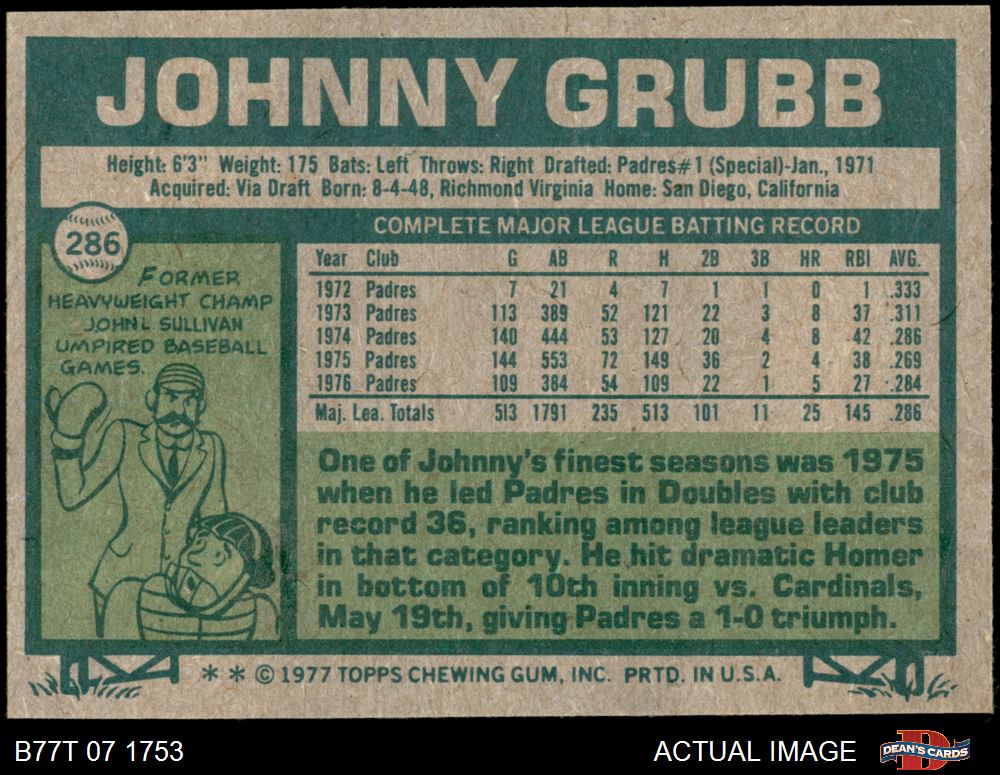 JOHNNY GRUBB
Height: 6'3" Weight: 175 Bats: Left Throws: Right Drafted: Padres#1 (Special)-Jan., 1971
Acquired: Via Draft Born: 8-4-48, Richmond Virginia Home: San Diego, California
286
FORMER
HEAVYWEIGHT CHAMP
JOHN L. SULLIVAN
UMPIRED BASEBALL
GAMES.
COMPLETE MAJOR LEAGUE BATTING RECORD
Year Club G AB R H 2B 3B HR RBI AVG.
1972 Padres 7 21 4 7 1 1 0 1 .333
1973 Padres 113 389 52 121 22 3 8 37 .311
1974 Padres 140 444 53 127 20 4 8 42 .286
1975 Padres 144 553 72 149 36 2 4 38 .269
1976 Padres 109 384 54 109 22 1 5 27 .284
Maj. Lea. Totals 513 1791 235 513 101 11 25 145 .286
One of Johnny's finest seasons was 1975
when he led Padres in Doubles with club
record 36, ranking among league leaders
in that category. He hit dramatic Homer
in bottom of 10th inning vs. Cardinals,
May 19th, giving Padres a 1-0 triumph.
* * © 1977 TOPPS CHEWING GUM, INC. PRTD. IN U.S.A.
B77T 07 1753 ACTUAL IMAGE DEAN'S CARDS